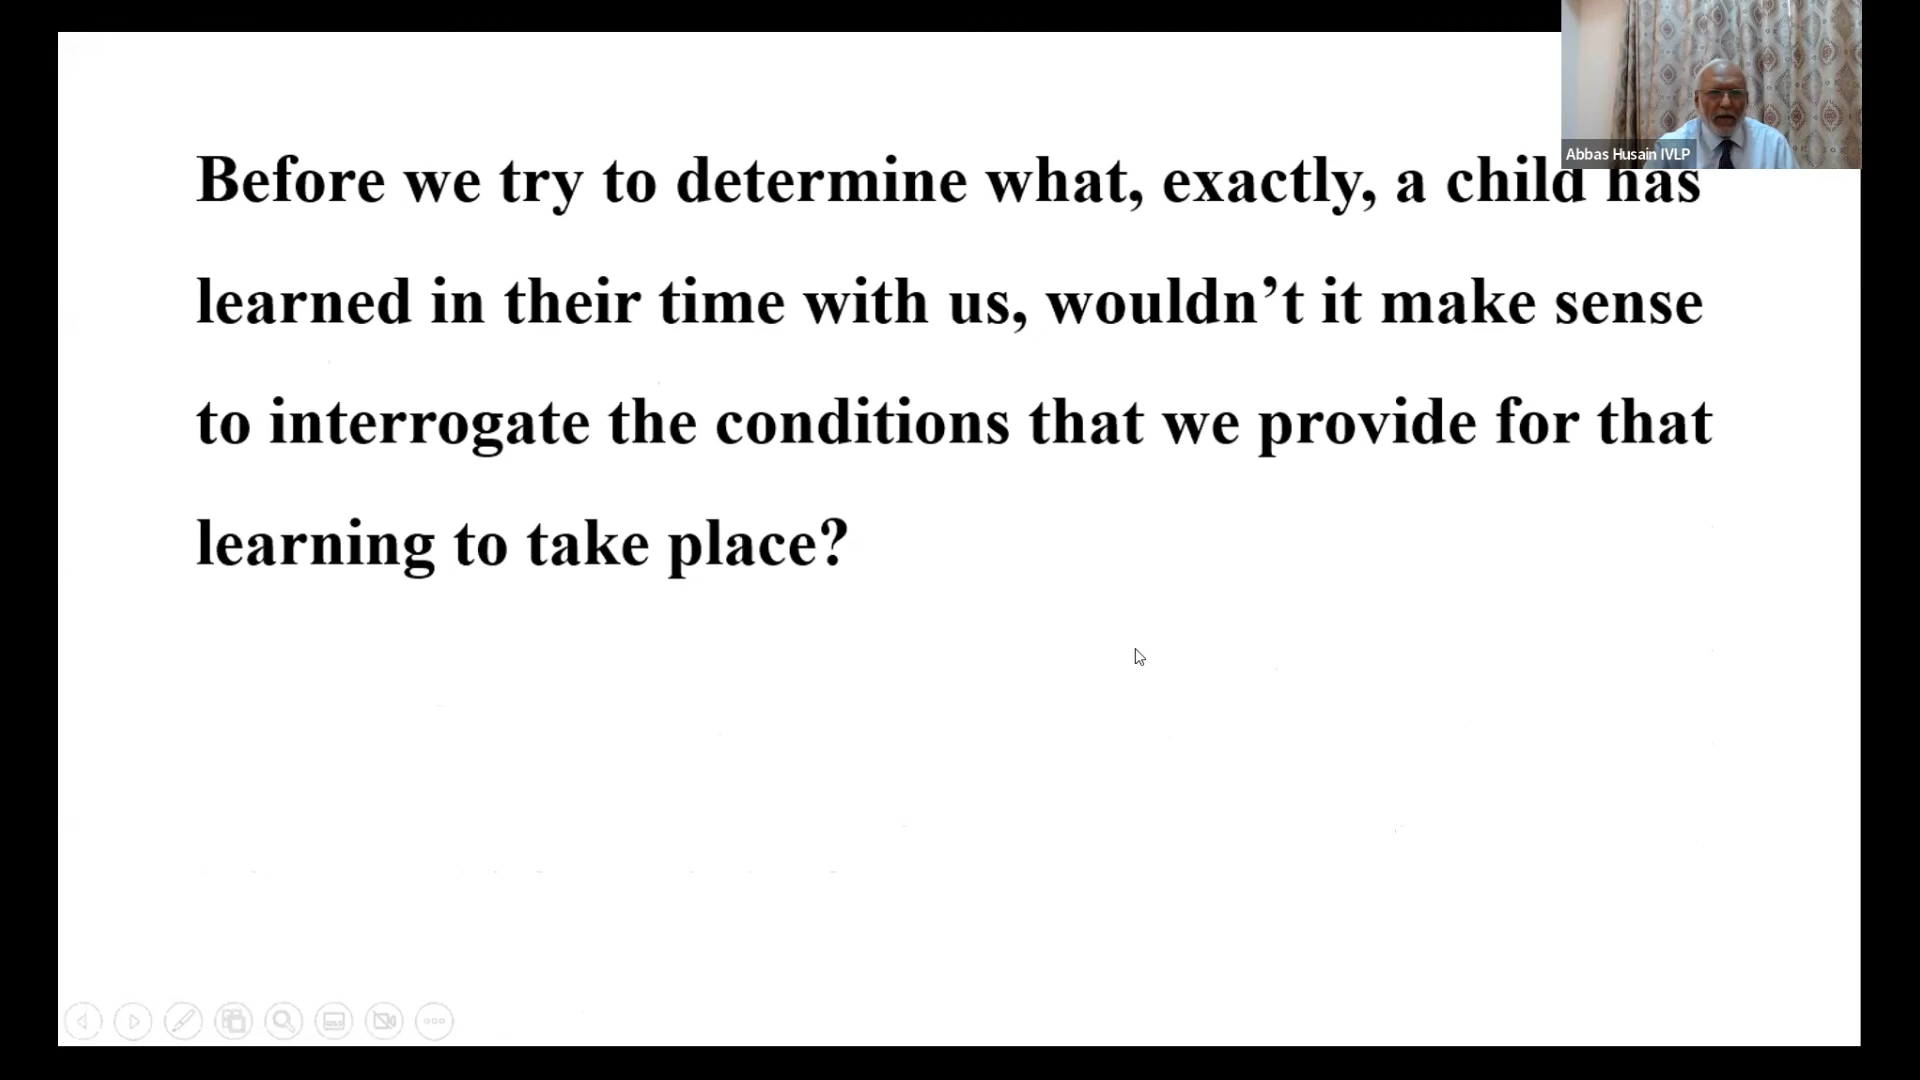 Abbas Husain IVLP
Before we try to determine what, exactly, a child has
learned in their time with us, wouldn’t it make sense
to interrogate the conditions that we provide for that
learning to take place?